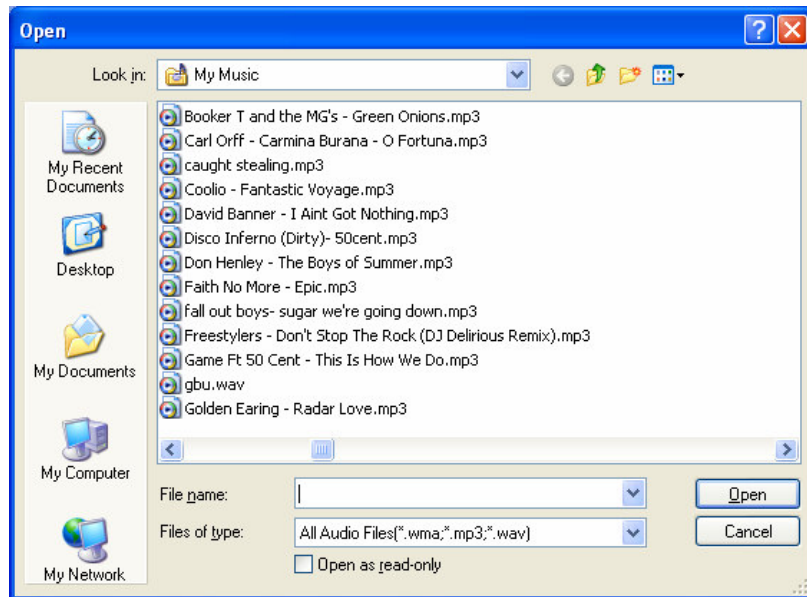 Open
Look in:
My Music
My Recent
Documents
Desktop
My Documents
My Computer
My Network
Booker T and the MG's - Green Onions.mp3
Carl Orff - Carmina Burana - O Fortuna.mp3
caught stealing.mp3
Coolio - Fantastic Voyage.mp3
David Banner - I Aint Got Nothing.mp3
Disco Inferno (Dirty)- 50cent.mp3
Don Henley - The Boys of Summer.mp3
Faith No More - Epic.mp3
fall out boys- sugar we're going down.mp3
Freestylers - Don't Stop The Rock (DJ Delirious Remix).mp3
Game Ft 50 Cent - This Is How We Do.mp3
gbu.wav
Golden Earing - Radar Love.mp3
File name:
Open
Files of type:
All Audio Files(*.wma;*.mp3;*.wav)
Cancel
Open as read-only